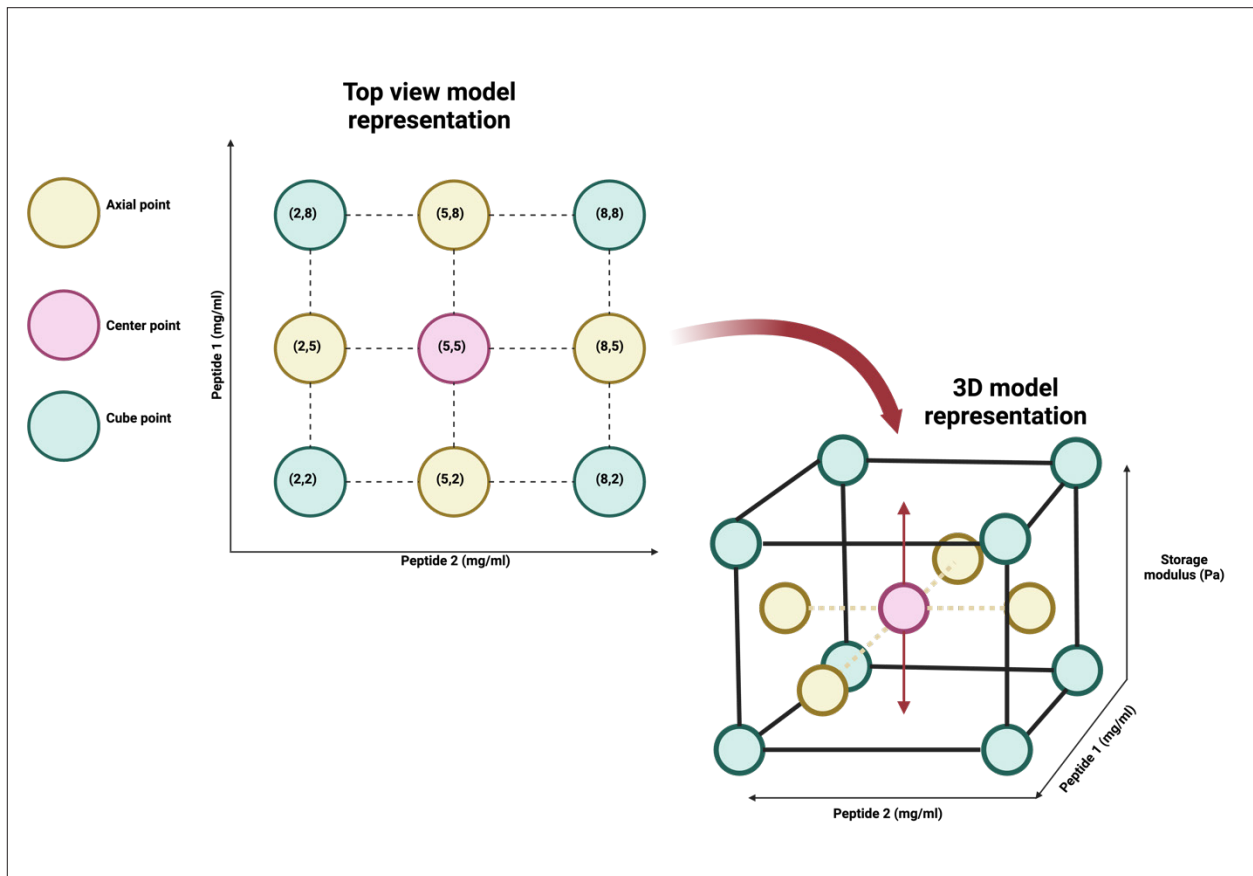 Top view model
representation
Axial point
Center point
Cube point
Peptide 1 (mg/ml)
(2,8)
(5,8)
(8,8)
(2,5)
(5,5)
(8,5)
(2,2)
(5,2)
(8,2)
Peptide 2 (mg/ml)
3D model
representation
Storage
modulus (Pa)
Peptide 1 (mg/ml)
Peptide 2 (mg/ml)